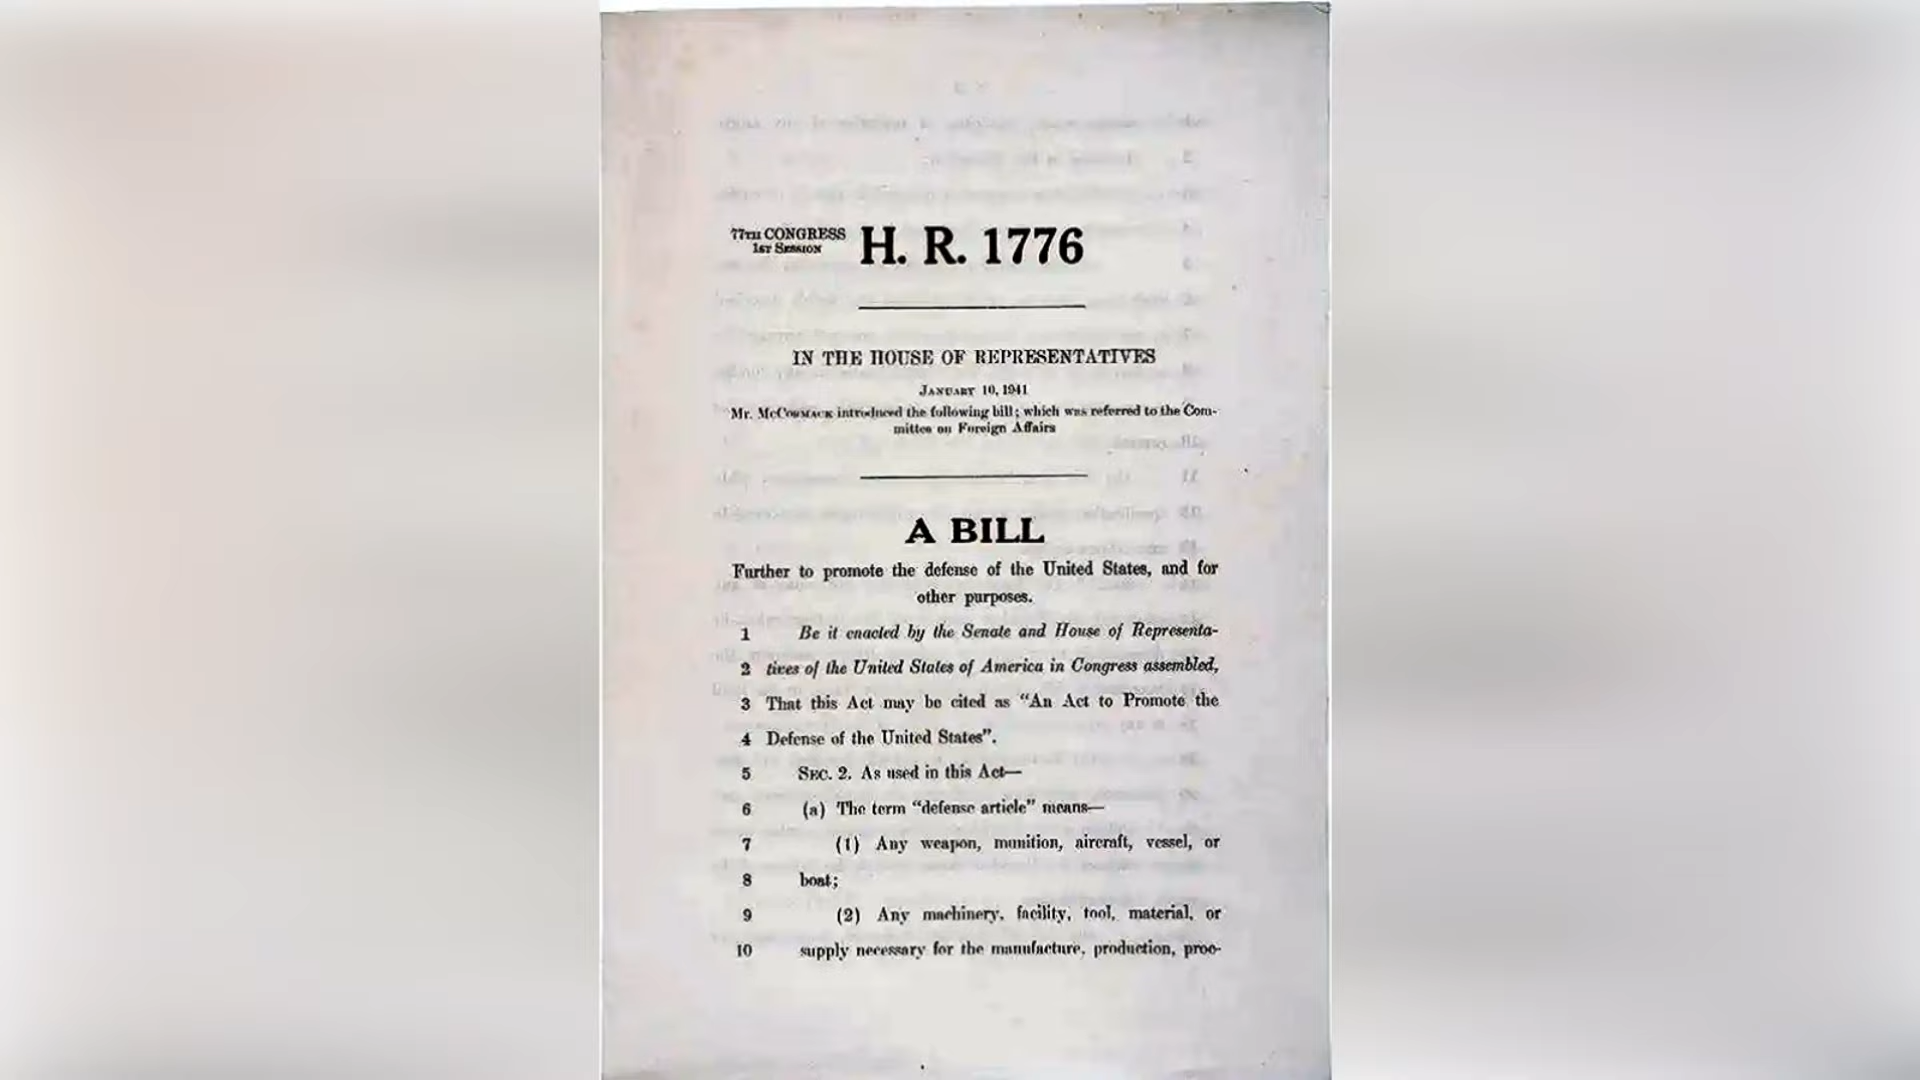 77TH CONGRESS
1ST SESSION
H. R. 1776
IN THE HOUSE OF REPRESENTATIVES
JANUARY 10, 1941
Mr. McCORMACK introduced the following bill; which was referred to the Com-
mittee on Foreign Affairs
A BILL
Further to promote the defense of the United States, and for
other purposes.
1 Be it enacted by the Senate and House of Representa-
2 tives of the United States of America in Congress assembled,
3 That this Act may be cited as "An Act to Promote the
4 Defense of the United States".
5 SEC. 2. As used in this Act—
6 (a) The term "defense article" means—
7 (1) Any weapon, munition, aircraft, vessel, or
8 boat;
9 (2) Any machinery, facility, tool, material, or
10 supply necessary for the manufacture, production, proc-